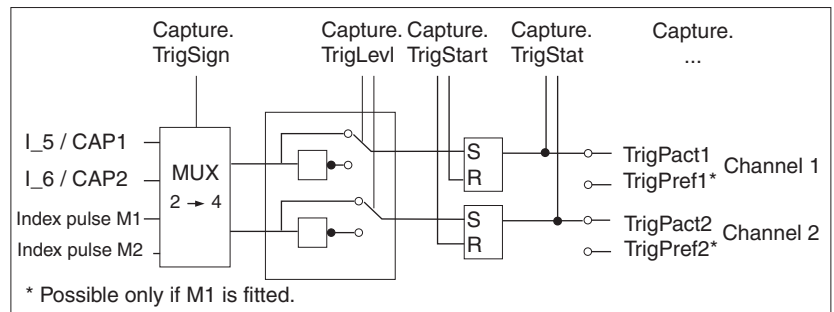 Capture. Capture. Capture. Capture. Capture.
TrigSign TrigLevl TrigStart TrigStat ...
I_5 / CAP1
I_6 / CAP2
Index pulse M1
Index pulse M2
MUX
2 → 4
S
R
S
R
TrigPact1
TrigPref1*
Channel 1
TrigPact2
TrigPref2*
Channel 2
* Possible only if M1 is fitted.